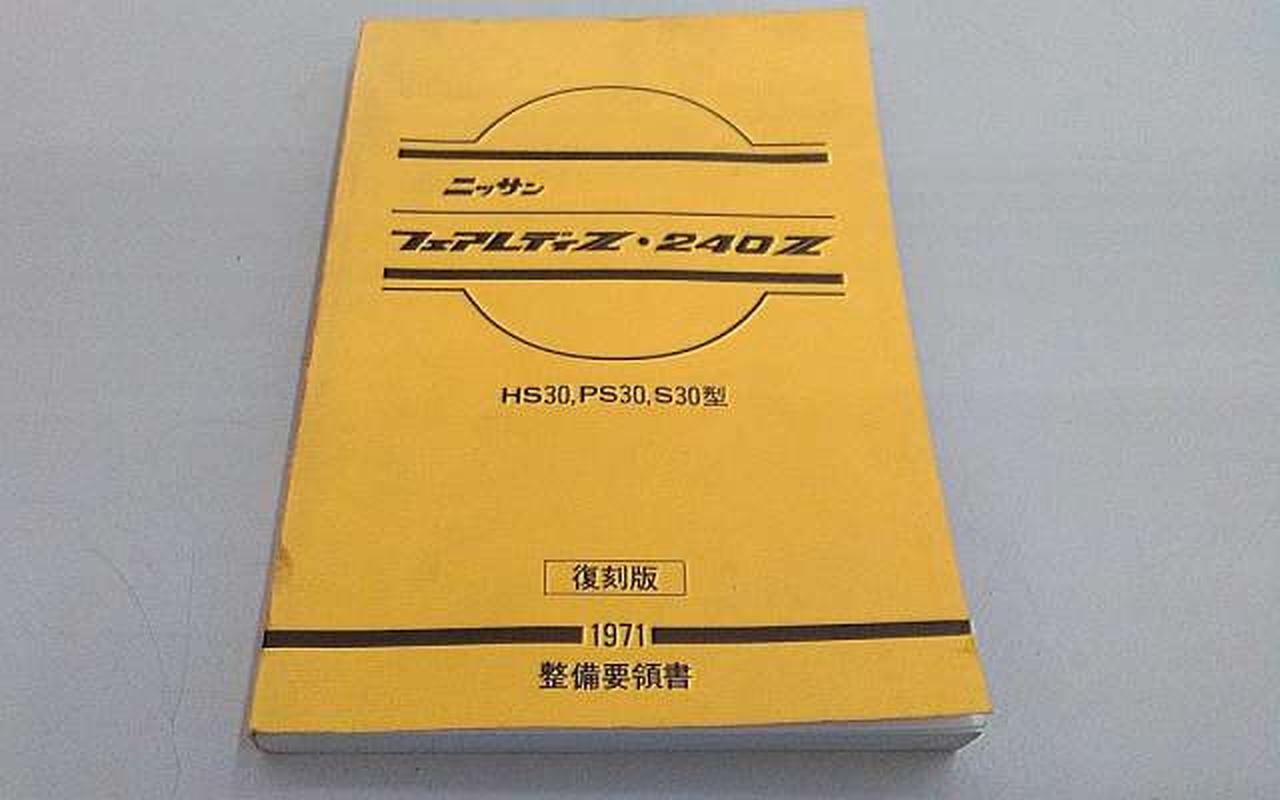 ニッサン
フェアレディZ・240Z
HS30,PS30,S30型
復刻版
1971
整備要領書